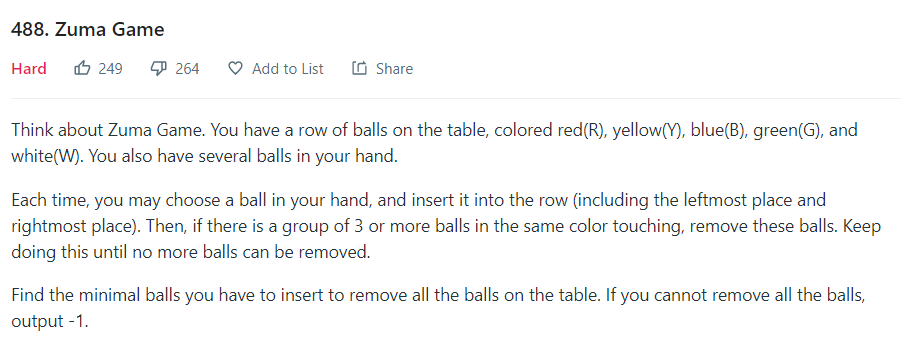 488. Zuma Game
Hard 249 264 Add to List Share
Think about Zuma Game. You have a row of balls on the table, colored red(R), yellow(Y), blue(B), green(G), and
white(W). You also have several balls in your hand.
Each time, you may choose a ball in your hand, and insert it into the row (including the leftmost place and
rightmost place). Then, if there is a group of 3 or more balls in the same color touching, remove these balls. Keep
doing this until no more balls can be removed.
Find the minimal balls you have to insert to remove all the balls on the table. If you cannot remove all the balls,
output -1.